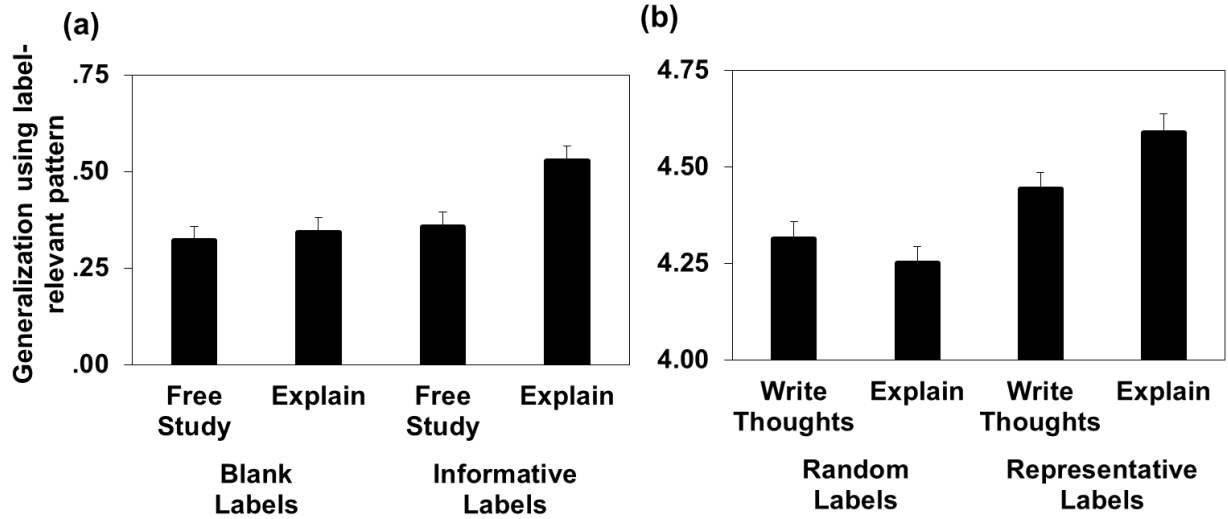 (a)
Generalization using label-
relevant pattern
.75
.50
.25
.00
Free
Study
Explain
Free
Study
Explain
Blank
Labels
Informative
Labels
(b)
4.75
4.50
4.25
4.00
Write
Thoughts
Explain
Write
Thoughts
Explain
Random
Labels
Representative
Labels